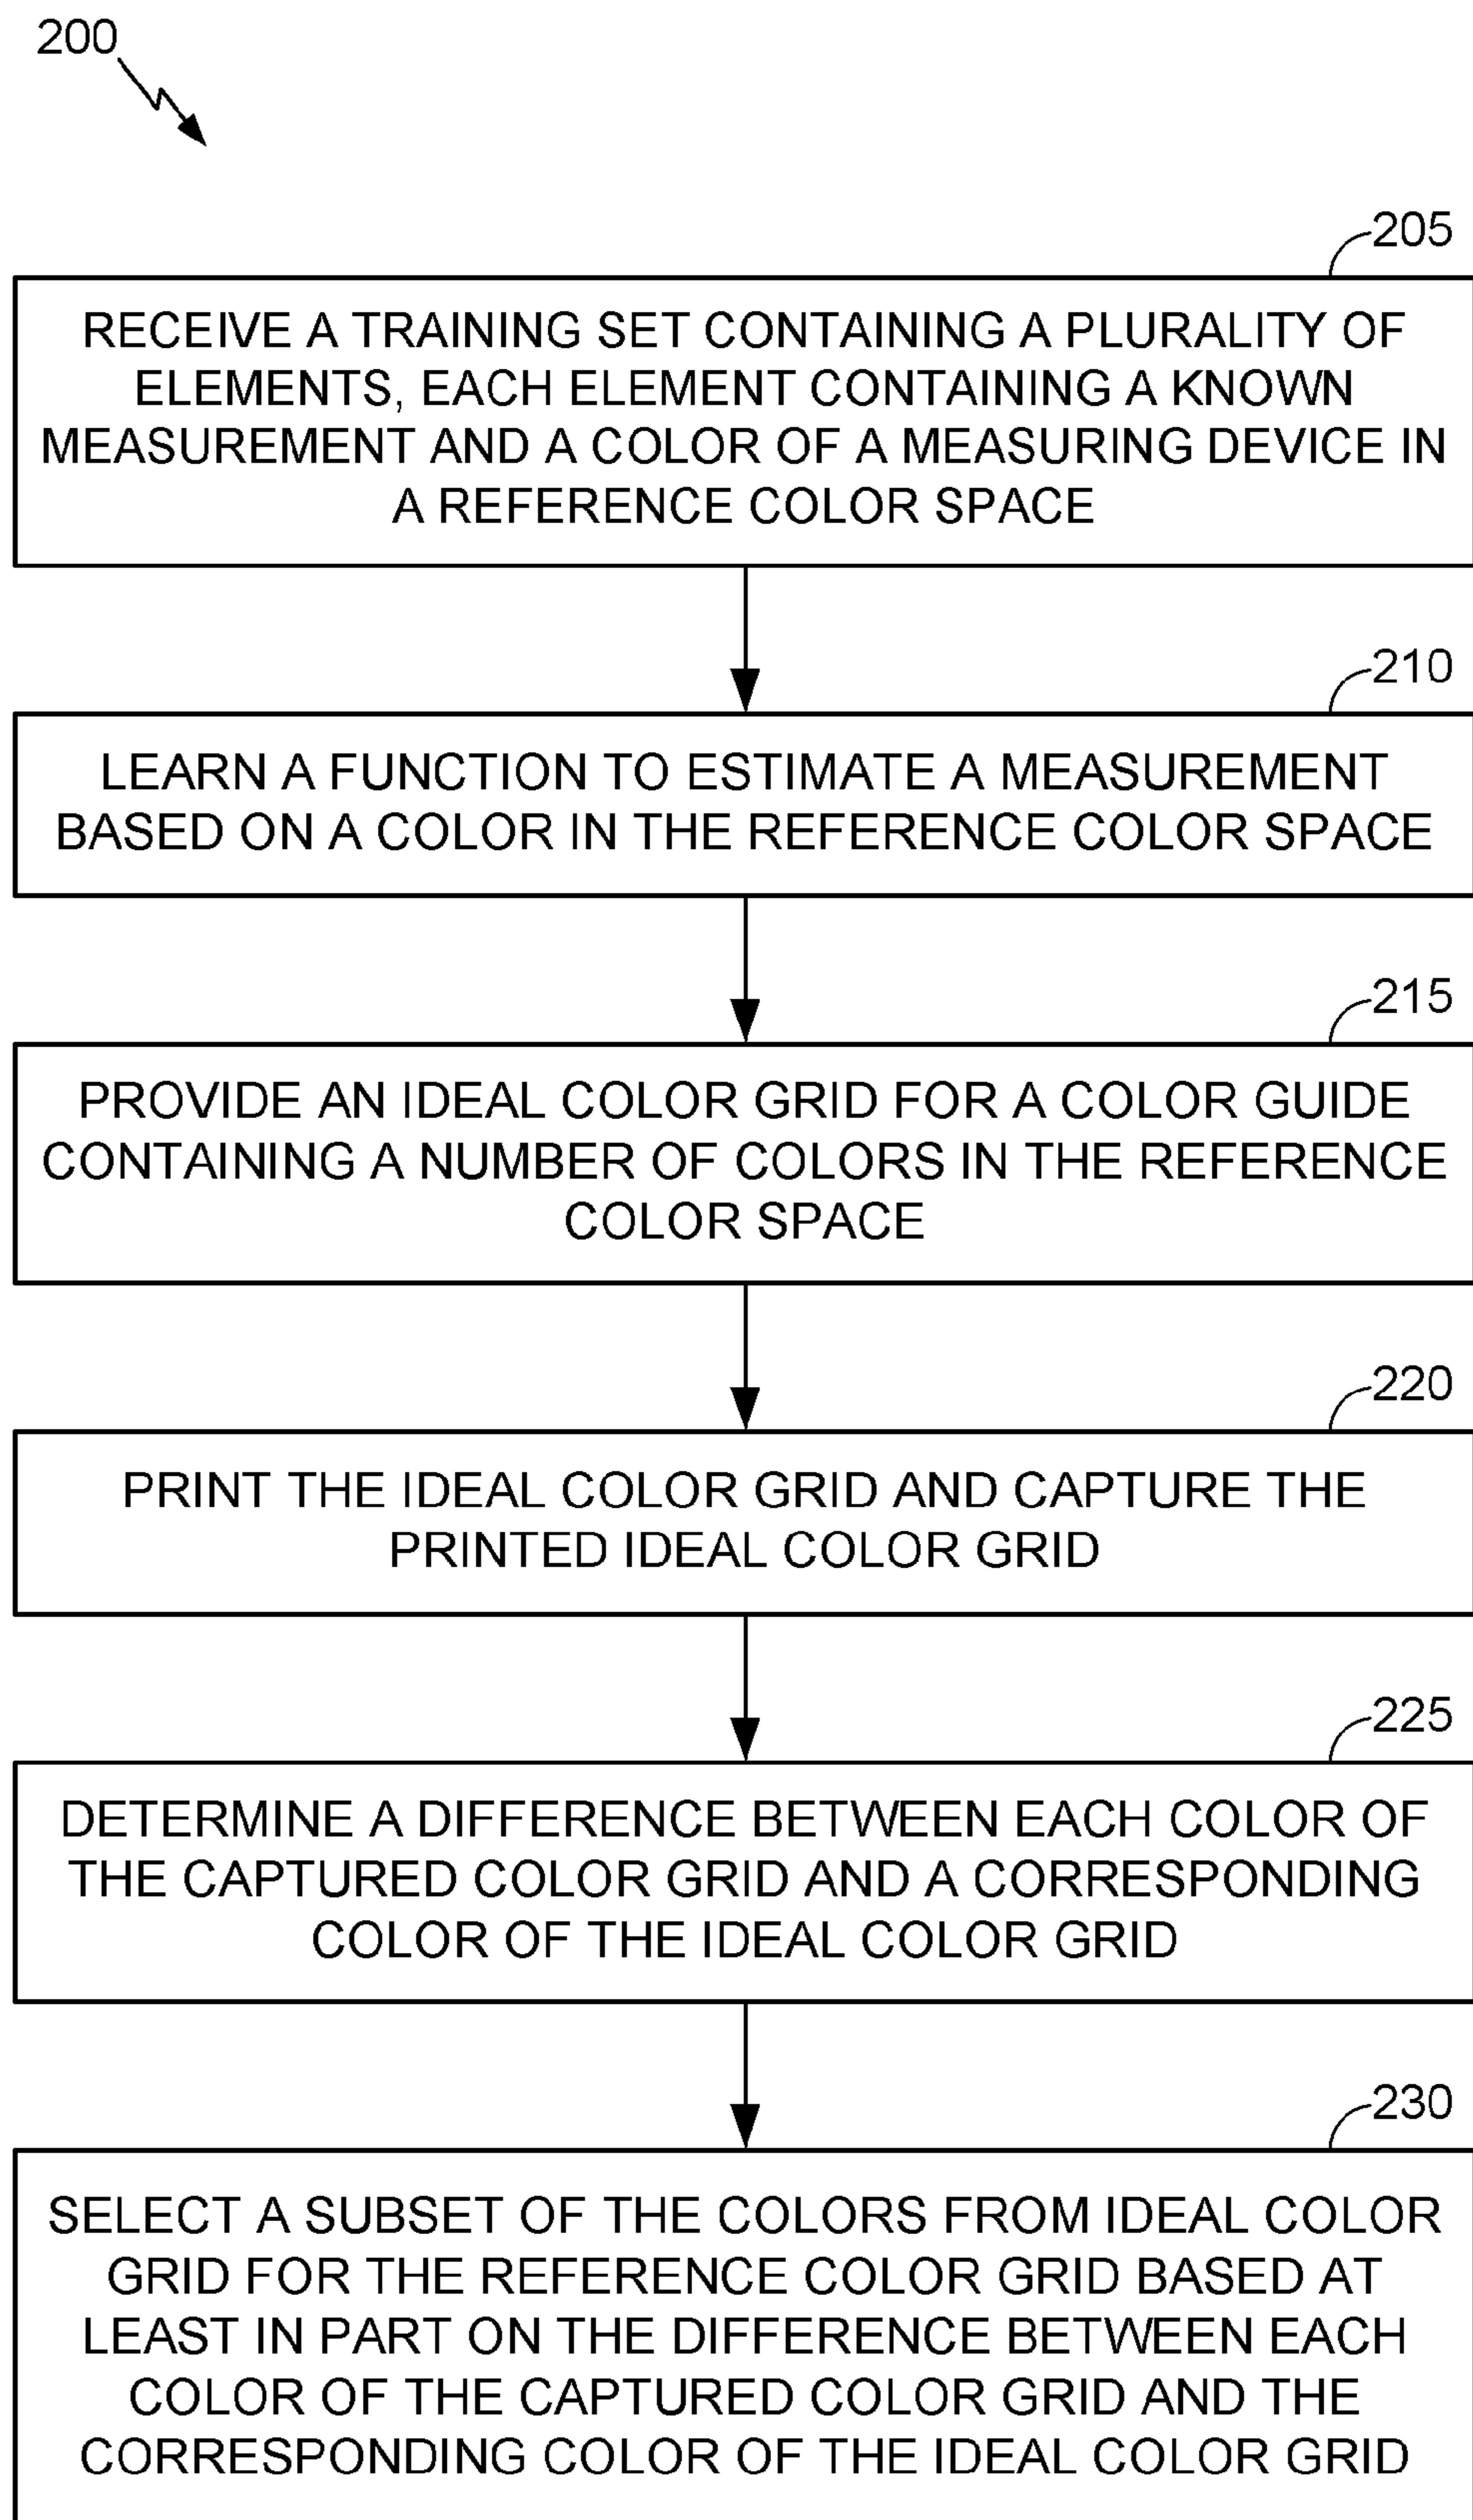 200
205
RECEIVE A TRAINING SET CONTAINING A PLURALITY OF
ELEMENTS, EACH ELEMENT CONTAINING A KNOWN
MEASUREMENT AND A COLOR OF A MEASURING DEVICE IN
A REFERENCE COLOR SPACE
210
LEARN A FUNCTION TO ESTIMATE A MEASUREMENT
BASED ON A COLOR IN THE REFERENCE COLOR SPACE
215
PROVIDE AN IDEAL COLOR GRID FOR A COLOR GUIDE
CONTAINING A NUMBER OF COLORS IN THE REFERENCE
COLOR SPACE
220
PRINT THE IDEAL COLOR GRID AND CAPTURE THE
PRINTED IDEAL COLOR GRID
225
DETERMINE A DIFFERENCE BETWEEN EACH COLOR OF
THE CAPTURED COLOR GRID AND A CORRESPONDING
COLOR OF THE IDEAL COLOR GRID
230
SELECT A SUBSET OF THE COLORS FROM IDEAL COLOR
GRID FOR THE REFERENCE COLOR GRID BASED AT
LEAST IN PART ON THE DIFFERENCE BETWEEN EACH
COLOR OF THE CAPTURED COLOR GRID AND THE
CORRESPONDING COLOR OF THE IDEAL COLOR GRID